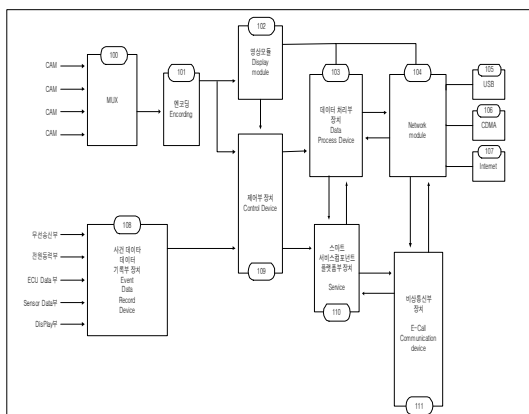 CAM
CAM
CAM
CAM
100
MUX
101
엔코딩
Encording
102
영상모듈
Display
module
103
데이터 처리부
장치
Data
Process Device
104
Network
module
105
USB
106
CDMA
107
Internet
무선송신부
전원동력부
ECU Data부
Sensor Data부
DisPlay부
108
사건 데이타
데이터
기록부 장치
Event
Data
Record
Device
제어부 장치
Control Device
109
스마트
서비스컴포넌트
플랫폼부 장치
Service
110
비상통신부
장치
E-Call
Communication
device
111